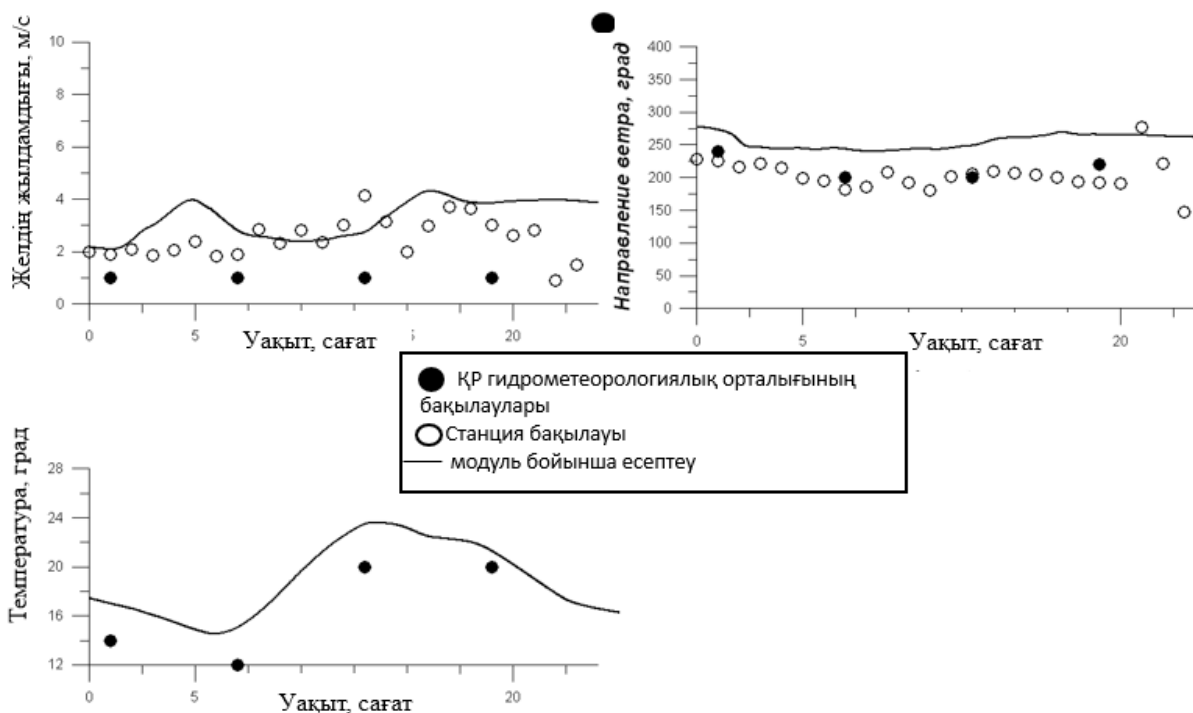 Желдің жылдамдығы, м/с
10
8
6
4
2
0
0 5 20
Уақыт, сағат
Направление ветра, град
400
350
300
250
200
150
100
50
0
0 5 20
Уақыт, сағат
ҚР гидрометеорологиялық орталығының
бақылаулары
Станция бақылауы
модуль бойынша есептеу
Температура, град
28
24
20
16
12
0 5 20
Уақыт, сағат